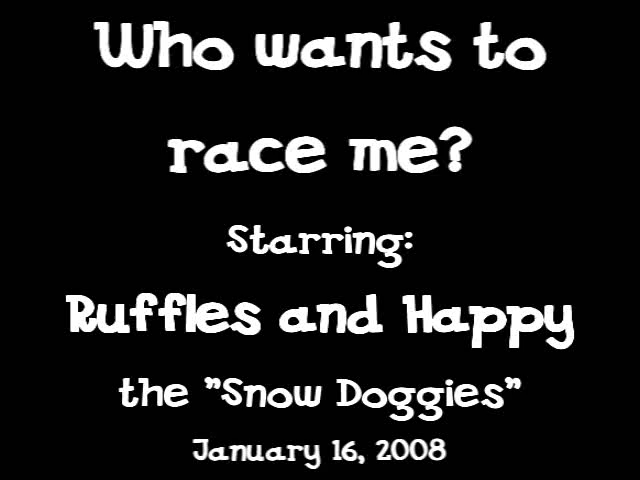 Who wants to
race me?
Starring:
Ruffles and Happy
the "Snow Doggies"
January 16, 2008